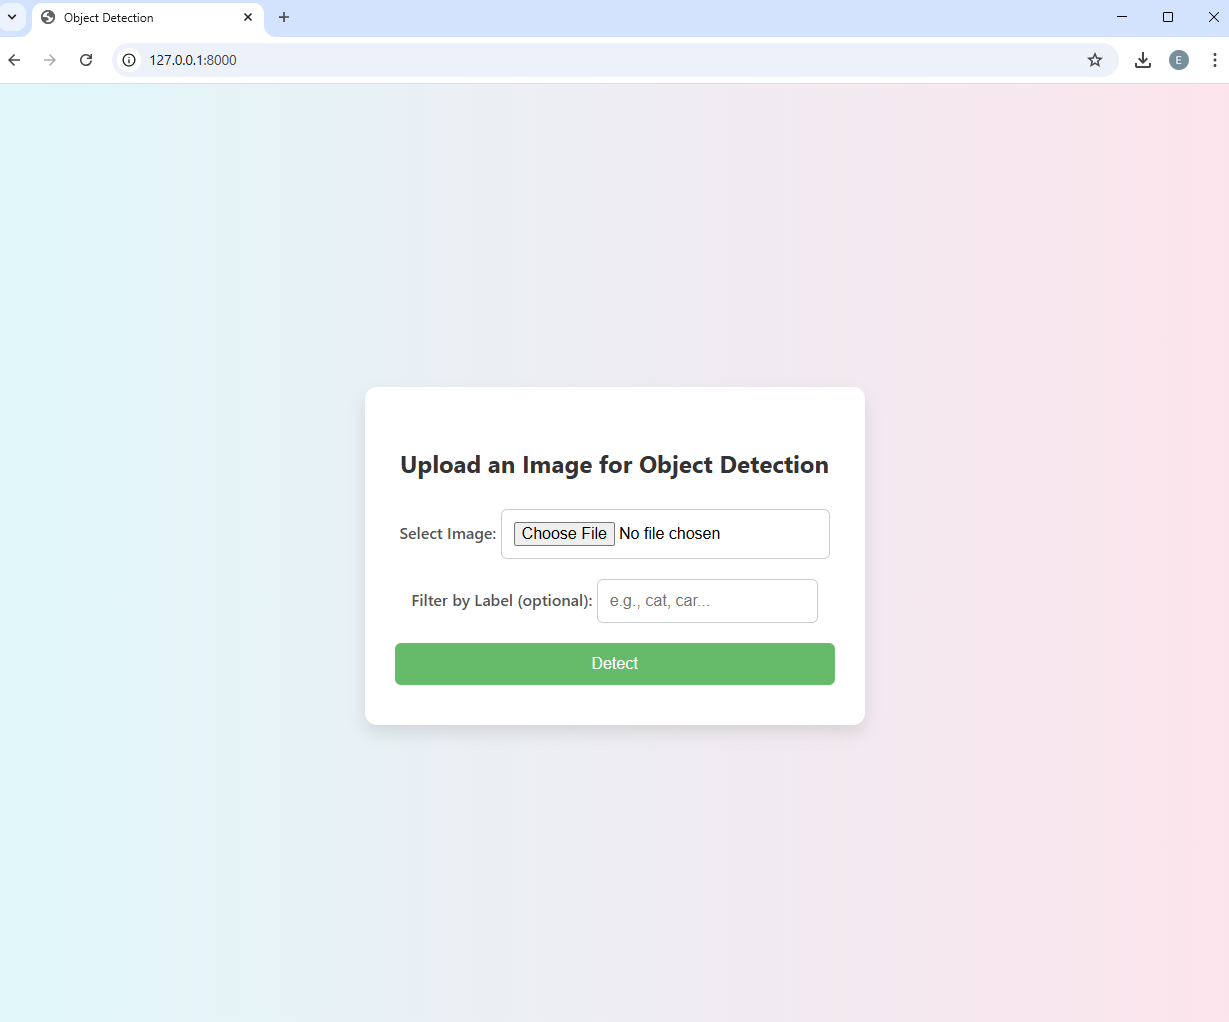 Object Detection
127.0.0.1:8000
E
Upload an Image for Object Detection
Select Image: Choose File No file chosen
Filter by Label (optional): e.g., cat, car...
Detect